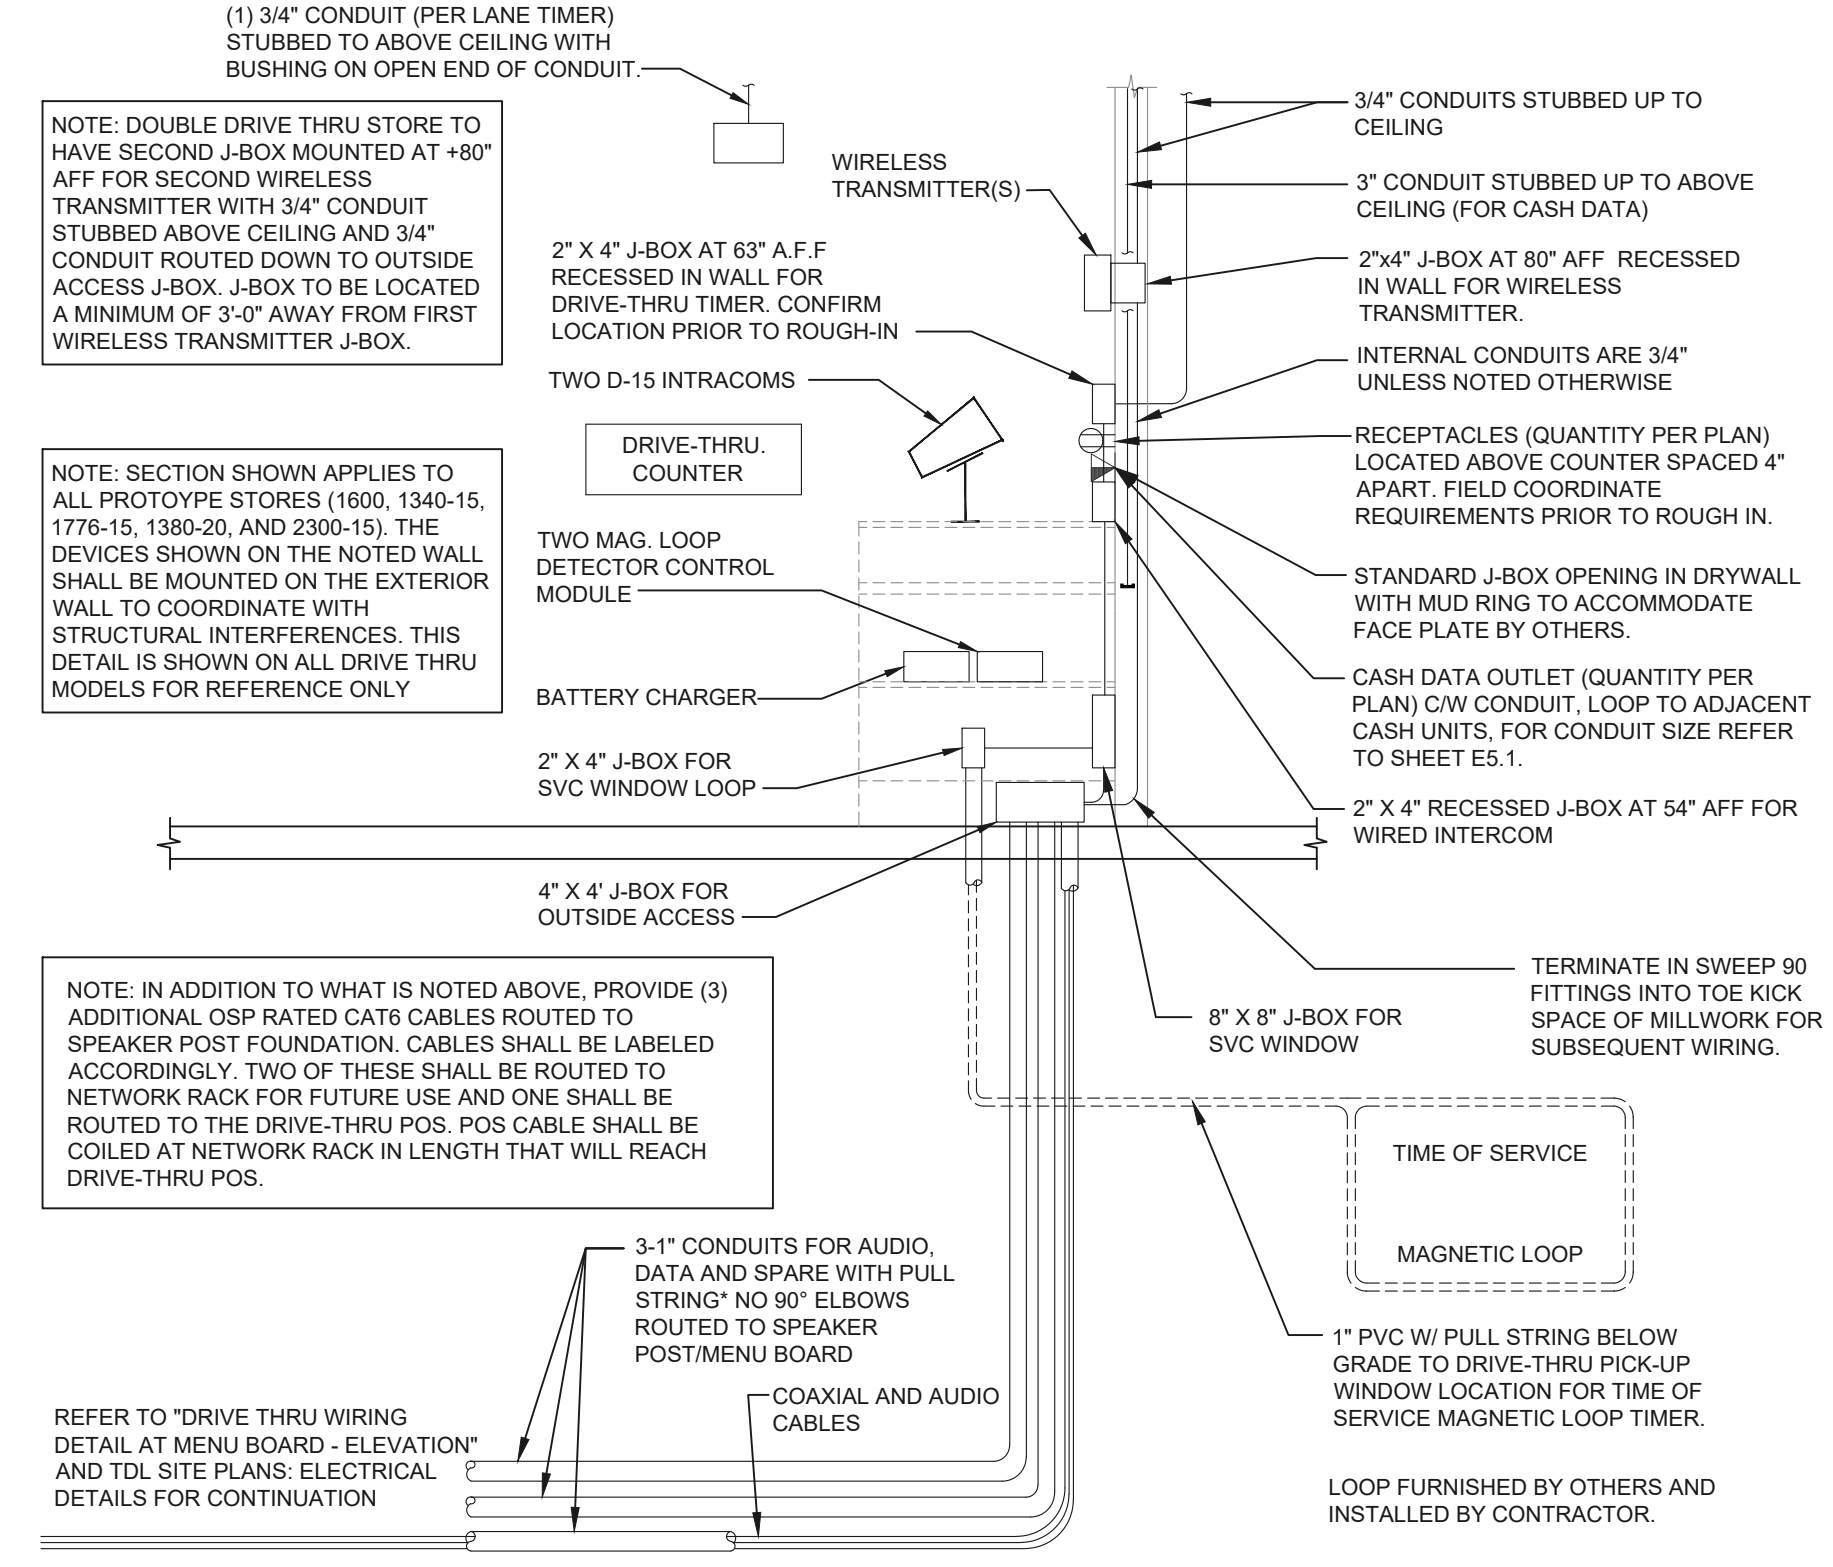 (1) 3/4" CONDUIT (PER LANE TIMER)
STUBBED TO ABOVE CEILING WITH
BUSHING ON OPEN END OF CONDUIT.
NOTE: DOUBLE DRIVE THRU STORE TO
HAVE SECOND J-BOX MOUNTED AT +80"
AFF FOR SECOND WIRELESS
TRANSMITTER WITH 3/4" CONDUIT
STUBBED ABOVE CEILING AND 3/4"
CONDUIT ROUTED DOWN TO OUTSIDE
ACCESS J-BOX. J-BOX TO BE LOCATED
A MINIMUM OF 3'-0" AWAY FROM FIRST
WIRELESS TRANSMITTER J-BOX.
NOTE: SECTION SHOWN APPLIES TO
ALL PROTOYPE STORES (1600, 1340-15,
1776-15, 1380-20, AND 2300-15). THE
DEVICES SHOWN ON THE NOTED WALL
SHALL BE MOUNTED ON THE EXTERIOR
WALL TO COORDINATE WITH
STRUCTURAL INTERFERENCES. THIS
DETAIL IS SHOWN ON ALL DRIVE THRU
MODELS FOR REFERENCE ONLY
WIRELESS
TRANSMITTER(S)
2" X 4" J-BOX AT 63" A.F.F
RECESSED IN WALL FOR
DRIVE-THRU TIMER. CONFIRM
LOCATION PRIOR TO ROUGH-IN
TWO D-15 INTRACOMS
DRIVE-THRU.
COUNTER
TWO MAG. LOOP
DETECTOR CONTROL
MODULE
BATTERY CHARGER
2" X 4" J-BOX FOR
SVC WINDOW LOOP
4" X 4' J-BOX FOR
OUTSIDE ACCESS
3/4" CONDUITS STUBBED UP TO
CEILING
3" CONDUIT STUBBED UP TO ABOVE
CEILING (FOR CASH DATA)
2"x4" J-BOX AT 80" AFF RECESSED
IN WALL FOR WIRELESS
TRANSMITTER.
INTERNAL CONDUITS ARE 3/4"
UNLESS NOTED OTHERWISE
RECEPTACLES (QUANTITY PER PLAN)
LOCATED ABOVE COUNTER SPACED 4"
APART. FIELD COORDINATE
REQUIREMENTS PRIOR TO ROUGH IN.
STANDARD J-BOX OPENING IN DRYWALL
WITH MUD RING TO ACCOMMODATE
FACE PLATE BY OTHERS.
CASH DATA OUTLET (QUANTITY PER
PLAN) C/W CONDUIT, LOOP TO ADJACENT
CASH UNITS, FOR CONDUIT SIZE REFER
TO SHEET E5.1.
2" X 4" RECESSED J-BOX AT 54" AFF FOR
WIRED INTERCOM
TERMINATE IN SWEEP 90
FITTINGS INTO TOE KICK
SPACE OF MILLWORK FOR
SUBSEQUENT WIRING.
8" X 8" J-BOX FOR
SVC WINDOW
NOTE: IN ADDITION TO WHAT IS NOTED ABOVE, PROVIDE (3)
ADDITIONAL OSP RATED CAT6 CABLES ROUTED TO
SPEAKER POST FOUNDATION. CABLES SHALL BE LABELED
ACCORDINGLY. TWO OF THESE SHALL BE ROUTED TO
NETWORK RACK FOR FUTURE USE AND ONE SHALL BE
ROUTED TO THE DRIVE-THRU POS. POS CABLE SHALL BE
COILED AT NETWORK RACK IN LENGTH THAT WILL REACH
DRIVE-THRU POS.
TIME OF SERVICE
MAGNETIC LOOP
3-1" CONDUITS FOR AUDIO,
DATA AND SPARE WITH PULL
STRING* NO 90° ELBOWS
ROUTED TO SPEAKER
POST/MENU BOARD
COAXIAL AND AUDIO
CABLES
1" PVC W/ PULL STRING BELOW
GRADE TO DRIVE-THRU PICK-UP
WINDOW LOCATION FOR TIME OF
SERVICE MAGNETIC LOOP TIMER.
REFER TO "DRIVE THRU WIRING
DETAIL AT MENU BOARD - ELEVATION"
AND TDL SITE PLANS: ELECTRICAL
DETAILS FOR CONTINUATION
LOOP FURNISHED BY OTHERS AND
INSTALLED BY CONTRACTOR.